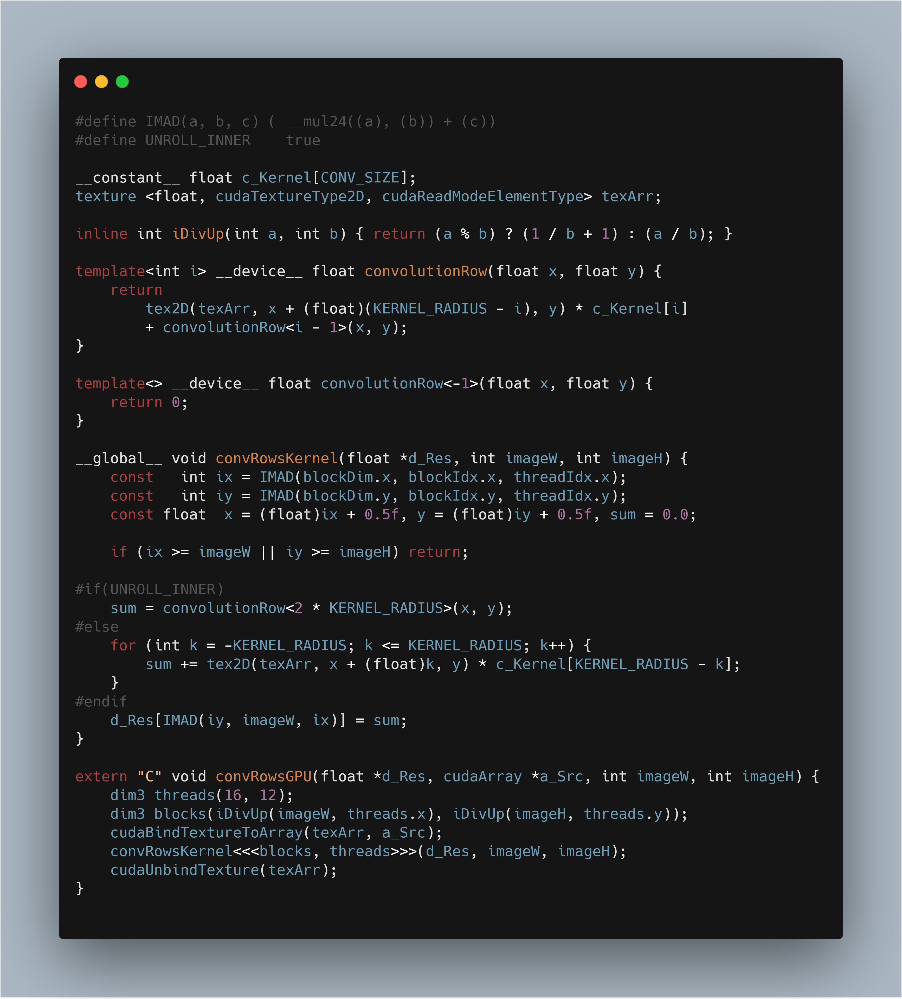 #define IMAD(a, b, c) ( __mul24((a), (b)) + (c))
#define UNROLL_INNER    true

__constant__ float c_Kernel[CONV_SIZE];
texture <float, cudaTextureType2D, cudaReadModeElementType> texArr;

inline int iDivUp(int a, int b) { return (a % b) ? (1 / b + 1) : (a / b); }

template<int i> __device__ float convolutionRow(float x, float y) {
    return
        tex2D(texArr, x + (float)(KERNEL_RADIUS - i), y) * c_Kernel[i]
        + convolutionRow<i - 1>(x, y);
}

template<> __device__ float convolutionRow<-1>(float x, float y) {
    return 0;
}

__global__ void convRowsKernel(float *d_Res, int imageW, int imageH) {
    const   int ix = IMAD(blockDim.x, blockIdx.x, threadIdx.x);
    const   int iy = IMAD(blockDim.y, blockIdx.y, threadIdx.y);
    const float  x = (float)ix + 0.5f, y = (float)iy + 0.5f, sum = 0.0;

    if (ix >= imageW || iy >= imageH) return;

#if(UNROLL_INNER)
    sum = convolutionRow<2 * KERNEL_RADIUS>(x, y);
#else
    for (int k = -KERNEL_RADIUS; k <= KERNEL_RADIUS; k++) {
        sum += tex2D(texArr, x + (float)k, y) * c_Kernel[KERNEL_RADIUS - k];
    }
#endif
    d_Res[IMAD(iy, imageW, ix)] = sum;
}

extern "C" void convRowsGPU(float *d_Res, cudaArray *a_Src, int imageW, int imageH) {
    dim3 threads(16, 12);
    dim3 blocks(iDivUp(imageW, threads.x), iDivUp(imageH, threads.y));
    cudaBindTextureToArray(texArr, a_Src);
    convRowsKernel<<<blocks, threads>>>(d_Res, imageW, imageH);
    cudaUnbindTexture(texArr);
}